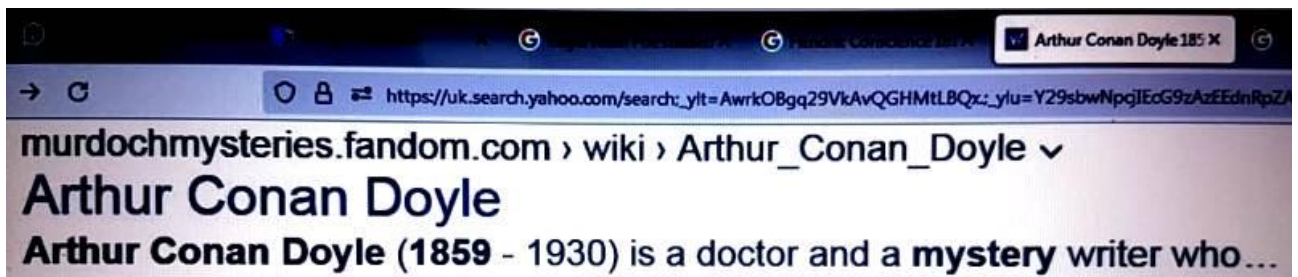 Arthur Conan Doyle 185
https://uk.search.yahoo.com/search;_ylt=AwrkOBgq29VkAvQGHMtLBQx.;_ylu=Y29sbwNpcjIEcG9zAzEEdnRpZA
murdochmysteries.fandom.com › wiki › Arthur_Conan_Doyle
Arthur Conan Doyle
Arthur Conan Doyle (1859 - 1930) is a doctor and a mystery writer who...